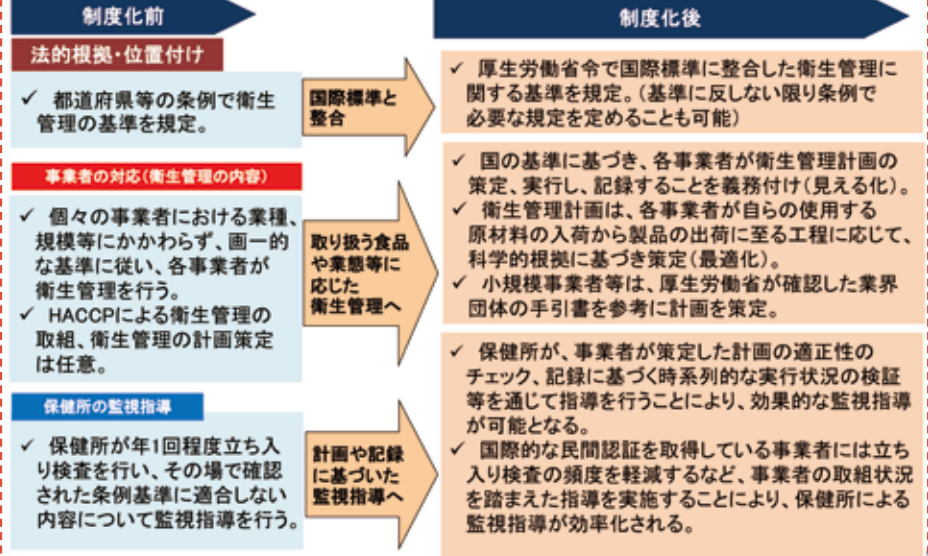 制度化前
制度化後
法的根拠・位置付け
✓ 都道府県等の条例で衛生
管理の基準を規定。
国際標準と
整合
✓ 厚生労働省令で国際標準に整合した衛生管理に
関する基準を規定。(基準に反しない限り条例で
必要な規定を定めることも可能)
事業者の対応(衛生管理の内容)
✓ 個々の事業者における業種、
規模等にかかわらず、画一的
な基準に従い、各事業者が
衛生管理を行う。
✓ HACCPによる衛生管理の
取組、衛生管理の計画策定
は任意。
取り扱う食品
や業態等に
応じた
衛生管理へ
✓ 国の基準に基づき、各事業者が衛生管理計画の
策定、実行し、記録することを義務付け(見える化)。
✓ 衛生管理計画は、各事業者が自らの使用する
原材料の入荷から製品の出荷に至る工程に応じて、
科学的根拠に基づき策定(最適化)。
✓ 小規模事業者等は、厚生労働省が確認した業界
団体の手引書を参考に計画を策定。
保健所の監視指導
✓ 保健所が年1回程度立ち入
り検査を行い、その場で確認
された条例基準に適合しない
内容について監視指導を行う。
計画や記録
に基づいた
監視指導へ
✓ 保健所が、事業者が策定した計画の適正性の
チェック、記録に基づく時系列的な実行状況の検証
等を通じて指導を行うことにより、効果的な監視指導
が可能となる。
✓ 国際的な民間認証を取得している事業者には立ち
入り検査の頻度を軽減するなど、事業者の取組状況
を踏まえた指導を実施することにより、保健所による
監視指導が効率化される。